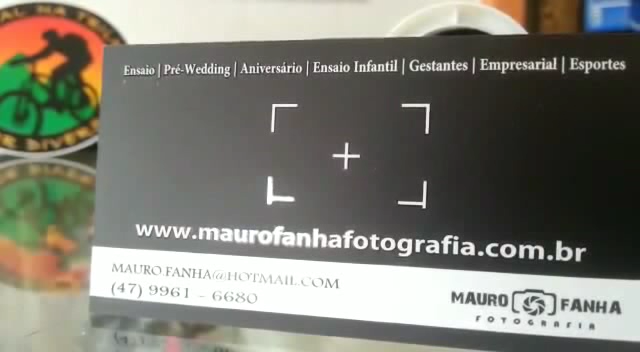 Ensaio | Pré-Wedding | Aniversário | Ensaio Infantil | Gestantes | Empresarial | Esportes
www.maurofanhafotografia.com.br
MAURO.FANHA@HOTMAIL.COM
(47) 9961 - 6680
MAURO FANHA
FOTOGRAFIA